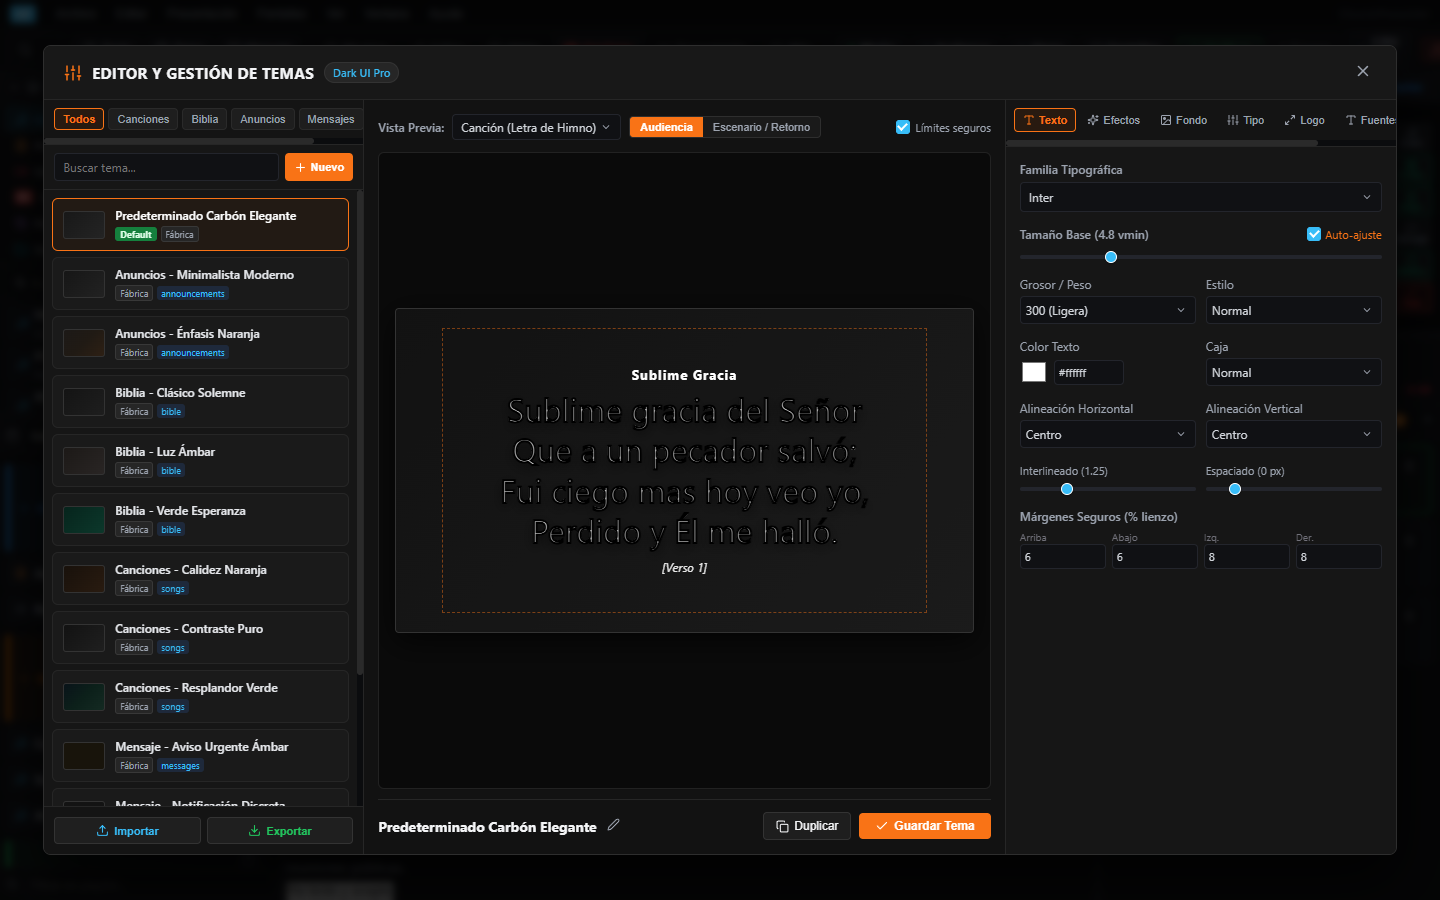 EDITOR Y GESTIÓN DE TEMAS
Dark UI Pro
Todos
Canciones
Biblia
Anuncios
Mensajes
Buscar tema...
Nuevo
Predeterminado Carbón Elegante
Default
Fábrica
Anuncios - Minimalista Moderno
Fábrica
announcements
Anuncios - Énfasis Naranja
Fábrica
announcements
Biblia - Clásico Solemne
Fábrica
bible
Biblia - Luz Ámbar
Fábrica
bible
Biblia - Verde Esperanza
Fábrica
bible
Canciones - Calidez Naranja
Fábrica
songs
Canciones - Contraste Puro
Fábrica
songs
Canciones - Resplandor Verde
Fábrica
songs
Mensaje - Aviso Urgente Ámbar
Fábrica
messages
Mensaje - Notificación Discreta
Importar
Exportar
Vista Previa:
Canción (Letra de Himno)
Audiencia
Escenario / Retorno
Límites seguros
Sublime Gracia
Sublime gracia del Señor
Que a un pecador salvó;
Fui ciego mas hoy veo yo,
Perdido y Él me halló.
[Verso 1]
Predeterminado Carbón Elegante
Duplicar
Guardar Tema
Texto
Efectos
Fondo
Tipo
Logo
Fuente
Familia Tipográfica
Inter
Tamaño Base (4.8 vmin)
Auto-ajuste
Grosor / Peso
Estilo
300 (Ligera)
Normal
Color Texto
Caja
#ffffff
Normal
Alineación Horizontal
Alineación Vertical
Centro
Centro
Interlineado (1.25)
Espaciado (0 px)
Márgenes Seguros (% lienzo)
Arriba
Abajo
Izq.
Der.
6
6
8
8